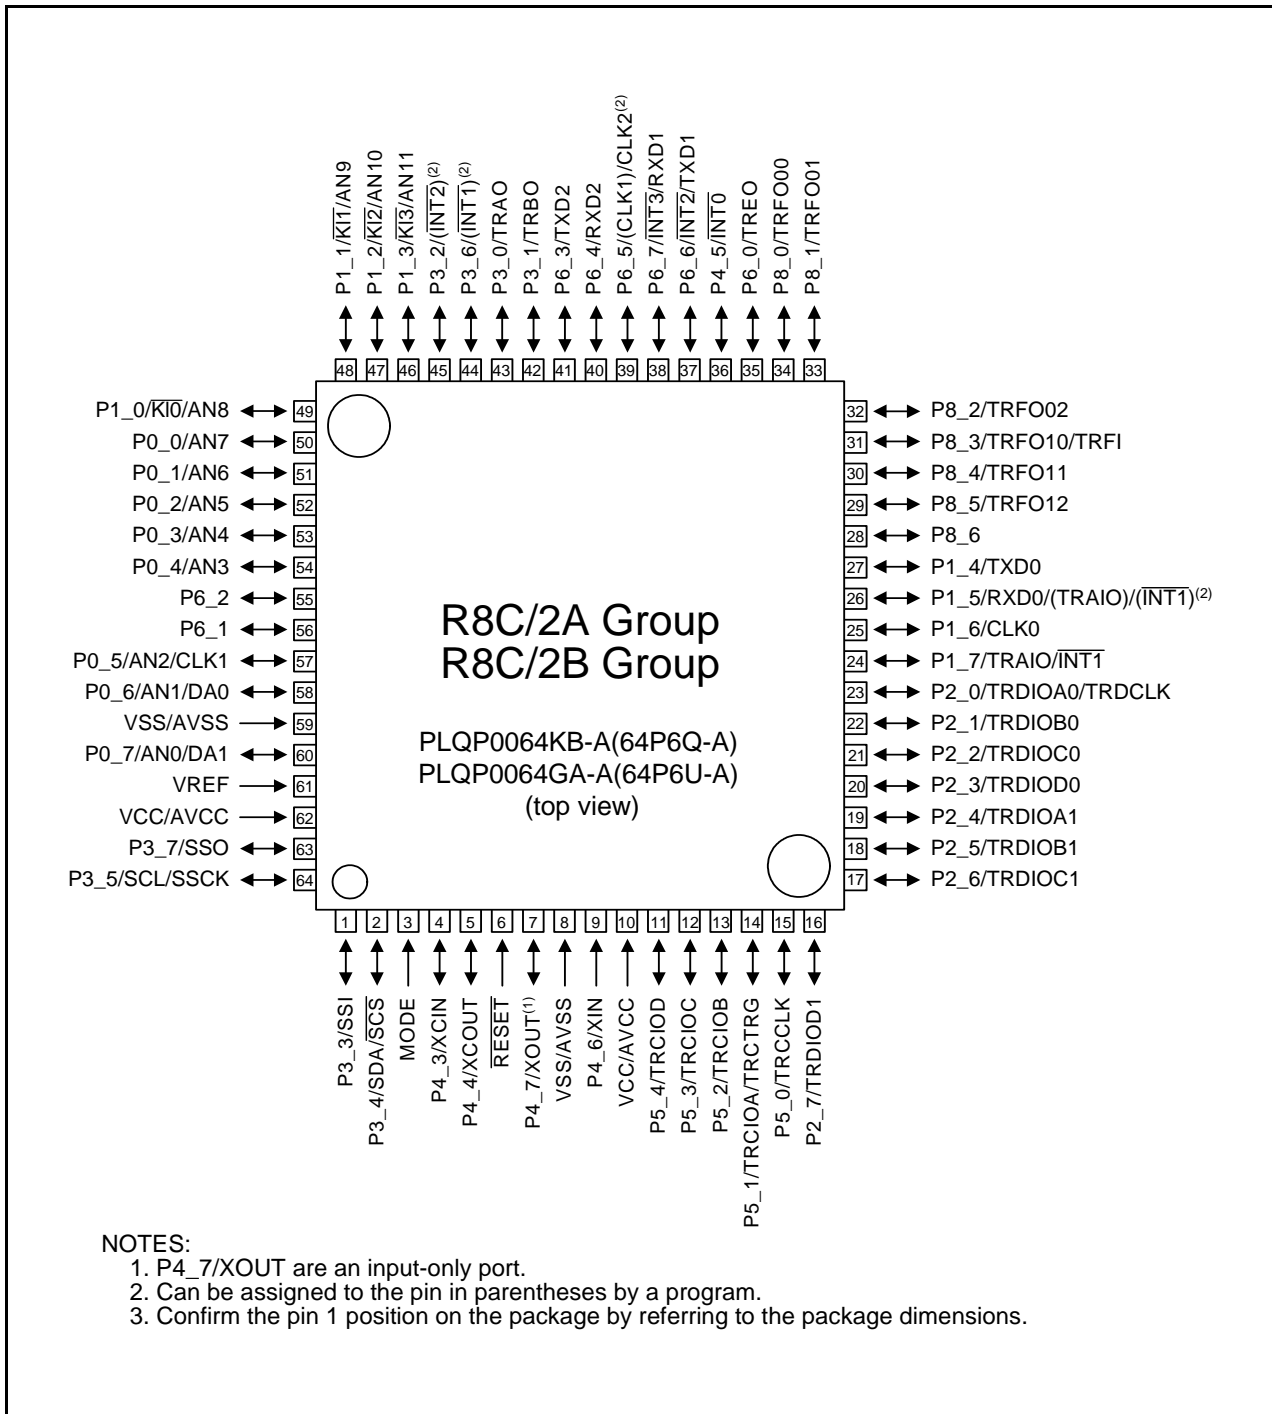 P1_1/KI1/AN9
P1_2/KI2/AN10
P1_3/KI3/AN11
P3_2/(INT2)(2)
P3_6/(INT1)(2)
P3_0/TRAO
P3_1/TRBO
P6_3/TXD2
P6_4/RXD2
P6_5/(CLK1)/CLK2(2)
P6_7/INT3/RXD1
P6_6/INT2/TXD1
P4_5/INT0
P6_0/TREO
P8_0/TRFO00
P8_1/TRFO01
48 47 46 45 44 43 42 41 40 39 38 37 36 35 34 33
P1_0/KI0/AN8 49
P0_0/AN7 50
P0_1/AN6 51
P0_2/AN5 52
P0_3/AN4 53
P0_4/AN3 54
P6_2 55
P6_1 56
P0_5/AN2/CLK1 57
P0_6/AN1/DA0 58
VSS/AVSS 59
P0_7/AN0/DA1 60
VREF 61
VCC/AVCC 62
P3_7/SSO 63
P3_5/SCL/SSCK 64
R8C/2A Group
R8C/2B Group
PLQP0064KB-A(64P6Q-A)
PLQP0064GA-A(64P6U-A)
(top view)
32 P8_2/TRFO02
31 P8_3/TRFO10/TRFI
30 P8_4/TRFO11
29 P8_5/TRFO12
28 P8_6
27 P1_4/TXD0
26 P1_5/RXD0/(TRAIO)/(INT1)(2)
25 P1_6/CLK0
24 P1_7/TRAIO/INT1
23 P2_0/TRDIOA0/TRDCLK
22 P2_1/TRDIOB0
21 P2_2/TRDIOC0
20 P2_3/TRDIOD0
19 P2_4/TRDIOA1
18 P2_5/TRDIOB1
17 P2_6/TRDIOC1
1 2 3 4 5 6 7 8 9 10 11 12 13 14 15 16
P3_3/SSI
P3_4/SDA/SCS
MODE
P4_3/XCIN
P4_4/XCOUT
RESET
P4_7/XOUT(1)
VSS/AVSS
P4_6/XIN
VCC/AVCC
P5_4/TRCIOD
P5_3/TRCIOC
P5_2/TRCIOB
P5_1/TRCIOA/TRCTRG
P5_0/TRCCLK
P2_7/TRDIOD1
NOTES:
1. P4_7/XOUT are an input-only port.
2. Can be assigned to the pin in parentheses by a program.
3. Confirm the pin 1 position on the package by referring to the package dimensions.